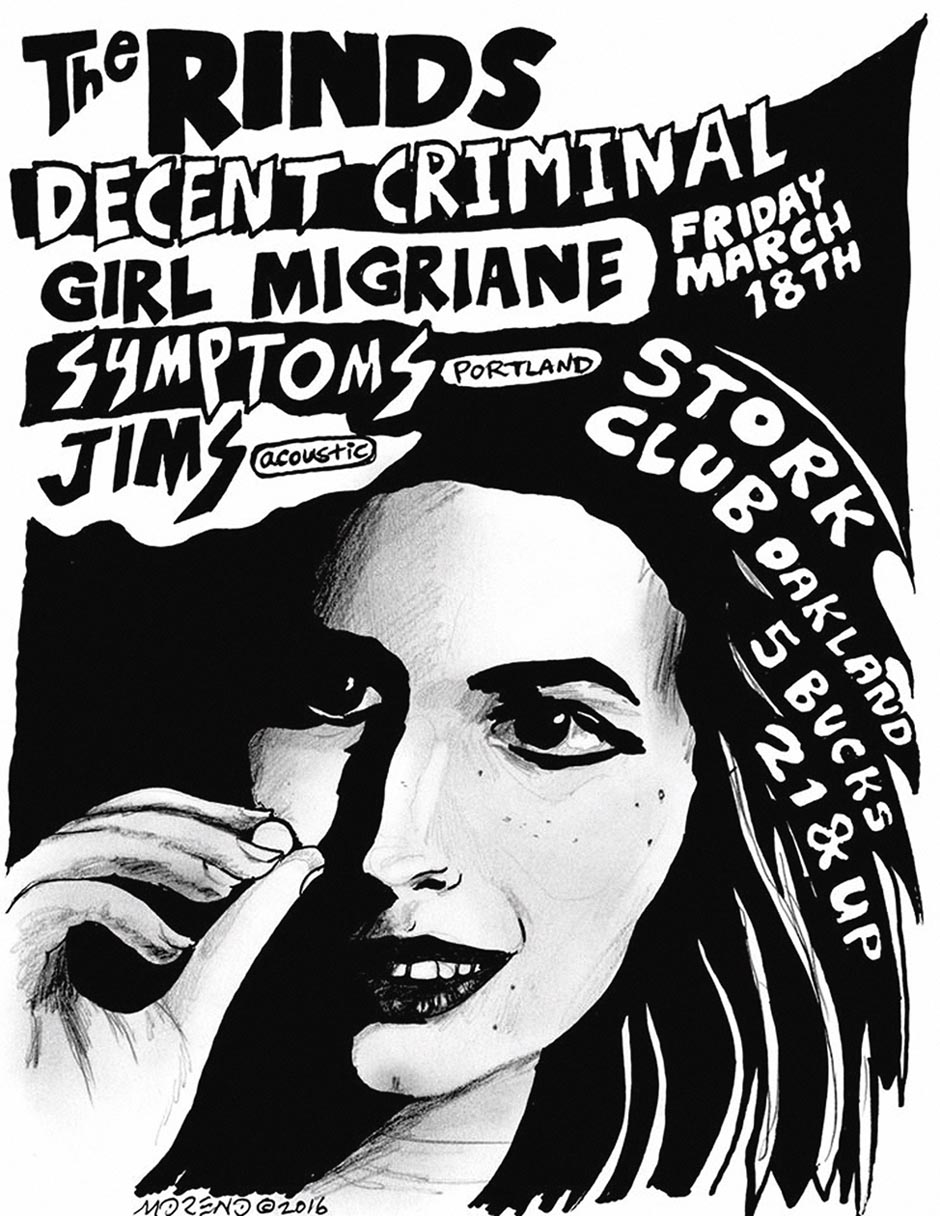 The RINDS
DECENT CRIMINAL
GIRL MIGRIANE
SYMPTOMS PORTLAND
JIMS acoustic
FRIDAY
MARCH
18TH
STORK
CLUB OAKLAND
5 BUCKS
21 & UP
MORENO © 2016